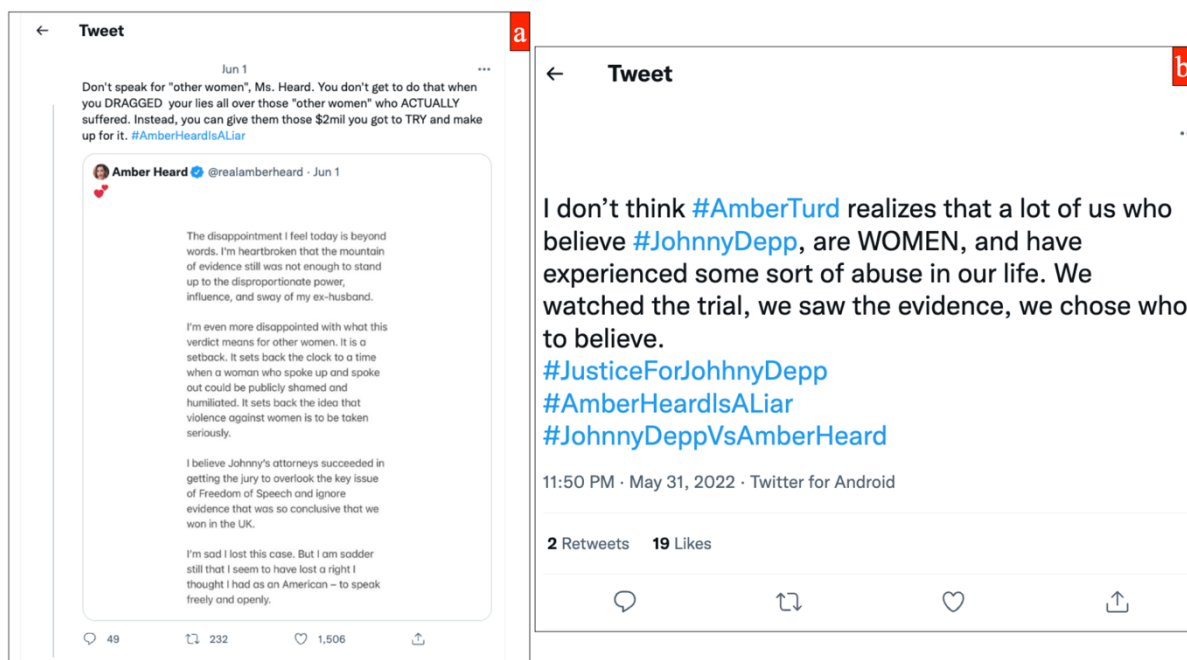 Tweet
a
Jun 1
Don't speak for "other women", Ms. Heard. You don't get to do that when
you DRAGGED your lies all over those "other women" who ACTUALLY
suffered. Instead, you can give them those $2mil you got to TRY and make
up for it. #AmberHeardIsALiar
Amber Heard @realamberheard · Jun 1
The disappointment I feel today is beyond
words. I'm heartbroken that the mountain
of evidence still was not enough to stand
up to the disproportionate power,
influence, and sway of my ex-husband.
I'm even more disappointed with what this
verdict means for other women. It is a
setback. It sets back the clock to a time
when a woman who spoke up and spoke
out could be publicly shamed and
humiliated. It sets back the idea that
violence against women is to be taken
seriously.
I believe Johnny's attorneys succeeded in
getting the jury to overlook the key issue
of Freedom of Speech and ignore
evidence that was so conclusive that we
won in the UK.
I'm sad I lost this case. But I am sadder
still that I seem to have lost a right I
thought I had as an American – to speak
freely and openly.
49 232 1,506
b
Tweet
I don't think #AmberTurd realizes that a lot of us who
believe #JohnnyDepp, are WOMEN, and have
experienced some sort of abuse in our life. We
watched the trial, we saw the evidence, we chose who
to believe.
#JusticeForJohhnyDepp
#AmberHeardIsALiar
#JohnnyDeppVsAmberHeard
11:50 PM · May 31, 2022 · Twitter for Android
2 Retweets 19 Likes